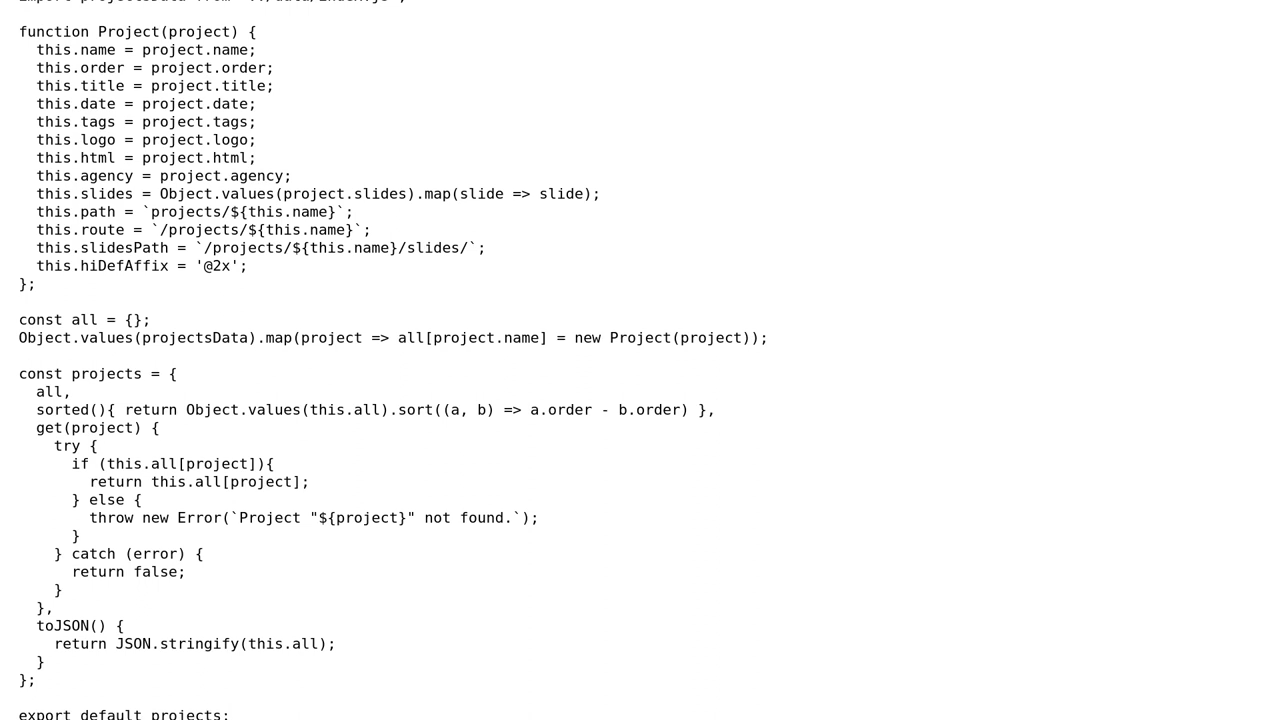 function Project(project) {
  this.name = project.name;
  this.order = project.order;
  this.title = project.title;
  this.date = project.date;
  this.tags = project.tags;
  this.logo = project.logo;
  this.html = project.html;
  this.agency = project.agency;
  this.slides = Object.values(project.slides).map(slide => slide);
  this.path = `projects/${this.name}`;
  this.route = `/projects/${this.name}`;
  this.slidesPath = `/projects/${this.name}/slides/`;
  this.hiDefAffix = '@2x';
};
const all = {};
Object.values(projectsData).map(project => all[project.name] = new Project(project));
const projects = {
  all,
  sorted(){ return Object.values(this.all).sort((a, b) => a.order - b.order) },
  get(project) {
    try {
      if (this.all[project]){
        return this.all[project];
      } else {
        throw new Error(`Project "${project}" not found.`);
      }
    } catch (error) {
      return false;
    }
  },
  toJSON() {
    return JSON.stringify(this.all);
  }
};
export default projects;